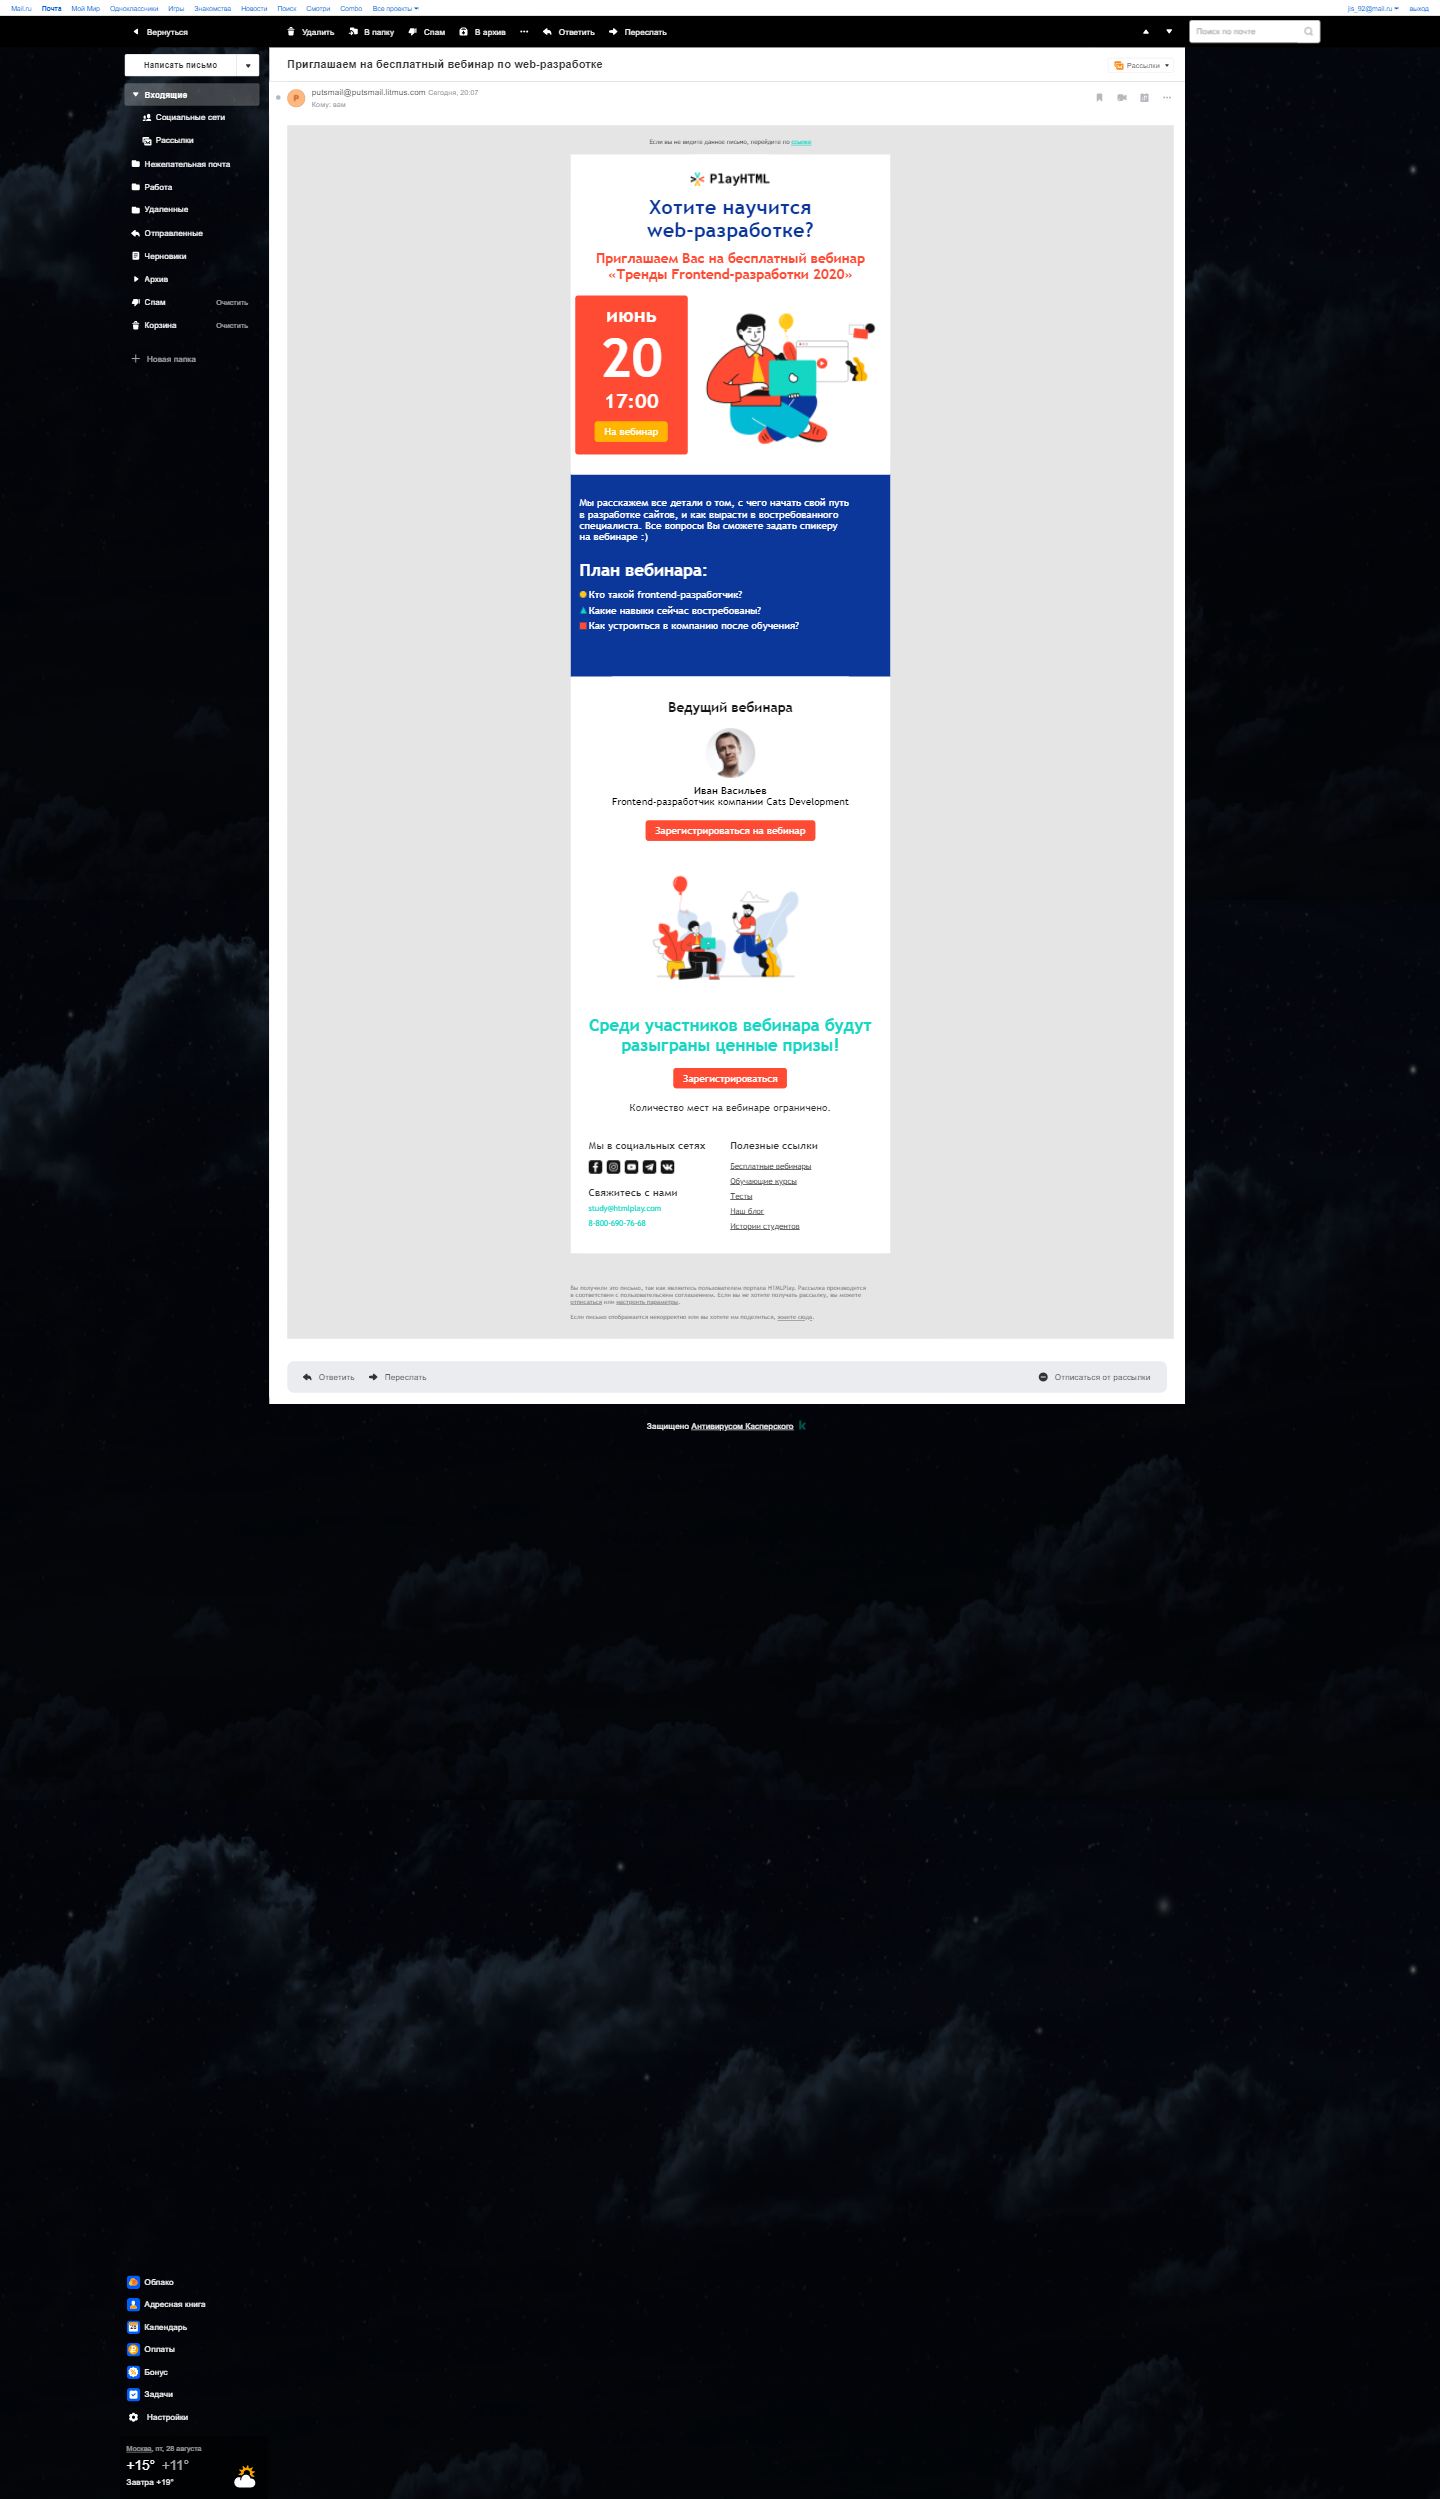 Mail.ru Почта Мой Мир Одноклассники Игры Знакомства Новости Поиск Смотри Combo Все проекты
jls_92@mail.ru выход
Вернуться
Удалить В папку Спам В архив Ответить Переслать
Поиск по почте
Написать письмо
Входящие
Социальные сети
Рассылки
Нежелательная почта
Работа
Удаленные
Отправленные
Черновики
Архив
Спам Очистить
Корзина Очистить
Новая папка
Приглашаем на бесплатный вебинар по web-разработке
Рассылки
P
putsmail@putsmail.litmus.com Сегодня, 20:07
Кому: вам
Если вы не видите данное письмо, перейдите по ссылке
PlayHTML
Хотите научится
web-разработке?
Приглашаем Вас на бесплатный вебинар
«Тренды Frontend-разработки 2020»
июнь
20
17:00
На вебинар
Мы расскажем все детали о том, с чего начать свой путь
в разработке сайтов, и как вырасти в востребованного
специалиста. Все вопросы Вы сможете задать спикеру
на вебинаре :)
План вебинара:
Кто такой frontend-разработчик?
Какие навыки сейчас востребованы?
Как устроиться в компанию после обучения?
Ведущий вебинара
Иван Васильев
Frontend-разработчик компании Cats Development
Зарегистрироваться на вебинар
Среди участников вебинара будут
разыграны ценные призы!
Зарегистрироваться
Количество мест на вебинаре ограничено.
Мы в социальных сетях
Свяжитесь с нами
study@htmlplay.com
8-800-690-76-68
Полезные ссылки
Бесплатные вебинары
Обучающие курсы
Тесты
Наш блог
Истории студентов
Вы получили это письмо, так как являетесь пользователем портала HTMLPlay. Рассылка производится
в соответствии с пользовательским соглашением. Если вы не хотите получать рассылку, вы можете
отписаться или настроить параметры.
Если письмо отображается некорректно или вы хотите им поделиться, жмите сюда.
Ответить Переслать
Отписаться от рассылки
Защищено Антивирусом Касперского
Облако
Адресная книга
Календарь
Оплаты
Бонус
Задачи
Настройки
Москва, пт, 28 августа
+15° +11°
Завтра +19°